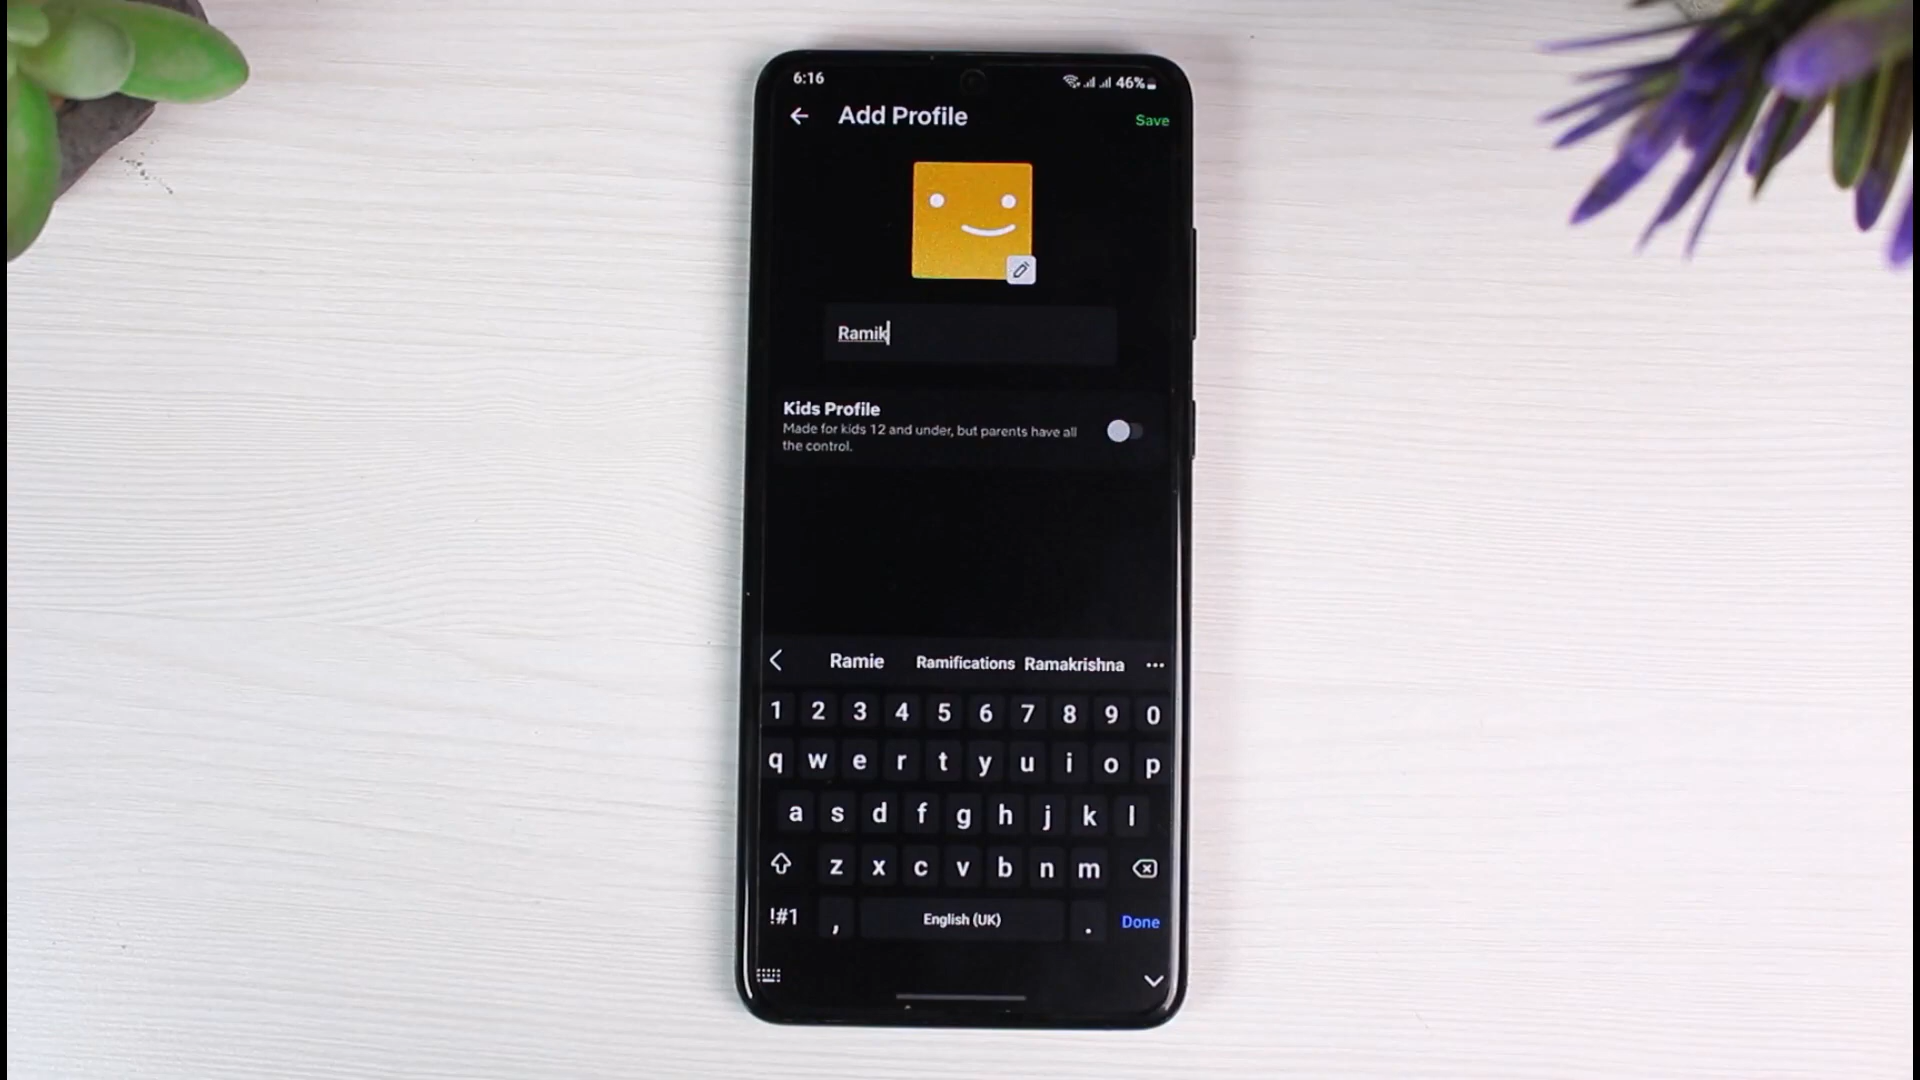 6:16
46%
Add Profile
Save
Ramik
Kids Profile
Made for kids 12 and under, but parents have all
the control.
Ramie Ramifications Ramakrishna
1 2 3 4 5 6 7 8 9 0
q w e r t y u i o p
a s d f g h j k l
z x c v b n m
!#1 , English (UK) . Done